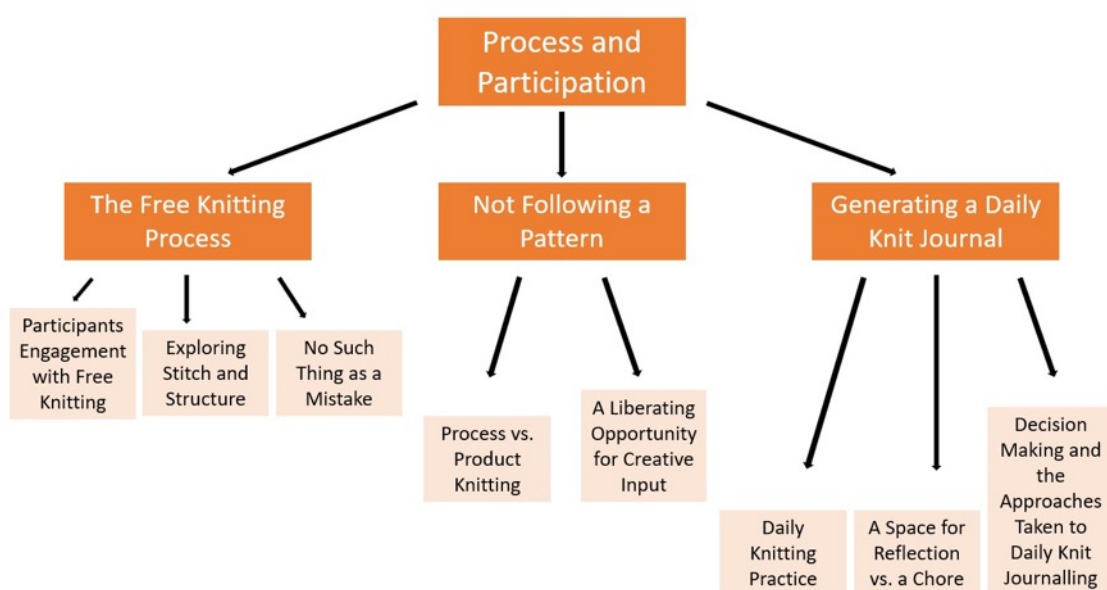 Process and
Participation
The Free Knitting
Process
Not Following a
Pattern
Generating a Daily
Knit Journal
Participants
Engagement
with Free
Knitting
Exploring
Stitch and
Structure
No Such
Thing as a
Mistake
Process vs.
Product
Knitting
A Liberating
Opportunity
for Creative
Input
Daily
Knitting
Practice
A Space for
Reflection
vs. a Chore
Decision
Making and
the
Approaches
Taken to
Daily Knit
Journalling